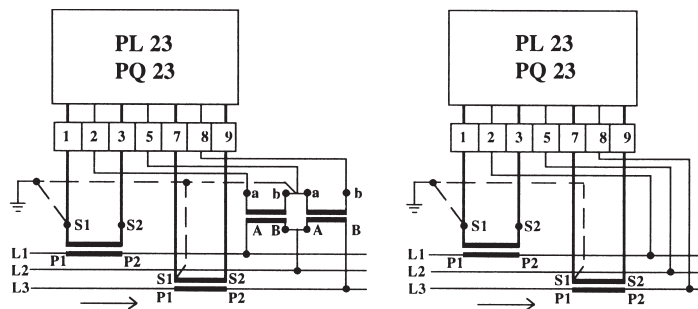 PL 23
PQ 23
1 2 3 5 7 8 9
a b a b
S1 S2
A B A B
L1
P1 P2
L2
S1 S2
L3
P1 P2
PL 23
PQ 23
1 2 3 5 7 8 9
S1 S2
L1
P1 P2
L2
S1 S2
L3
P1 P2